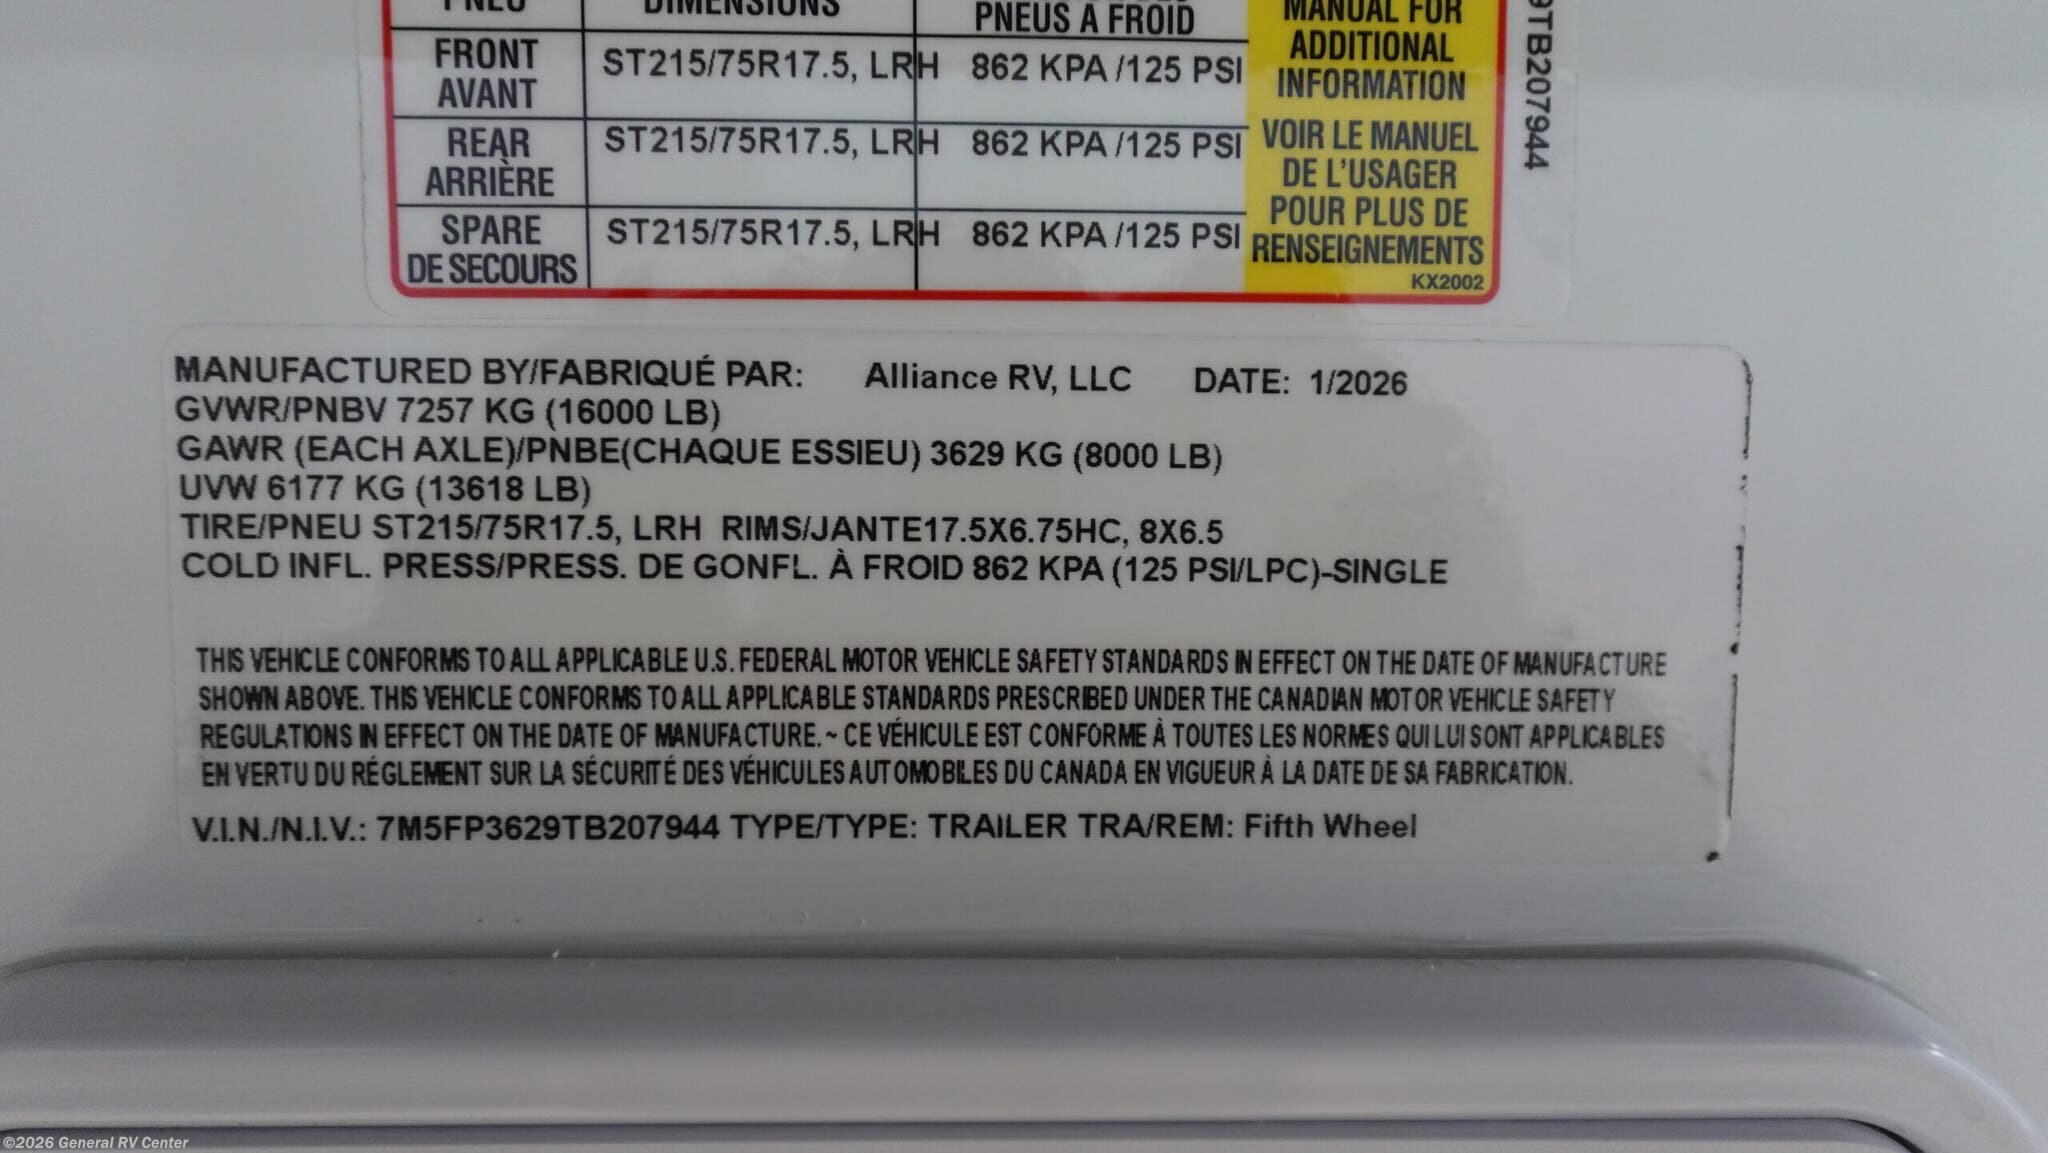 PNEU DIMENSIONS
PNEUS À FROID
FRONT
AVANT
ST215/75R17.5, LRH 862 KPA /125 PSI
REAR
ARRIÈRE
ST215/75R17.5, LRH 862 KPA /125 PSI
SPARE
DE SECOURS
ST215/75R17.5, LRH 862 KPA /125 PSI
MANUAL FOR
ADDITIONAL
INFORMATION
VOIR LE MANUEL
DE L'USAGER
POUR PLUS DE
RENSEIGNEMENTS
KX2002
9TB207944
MANUFACTURED BY/FABRIQUÉ PAR: Alliance RV, LLC DATE: 1/2026
GVWR/PNBV 7257 KG (16000 LB)
GAWR (EACH AXLE)/PNBE(CHAQUE ESSIEU) 3629 KG (8000 LB)
UVW 6177 KG (13618 LB)
TIRE/PNEU ST215/75R17.5, LRH RIMS/JANTE17.5X6.75HC, 8X6.5
COLD INFL. PRESS/PRESS. DE GONFL. À FROID 862 KPA (125 PSI/LPC)-SINGLE
THIS VEHICLE CONFORMS TO ALL APPLICABLE U.S. FEDERAL MOTOR VEHICLE SAFETY STANDARDS IN EFFECT ON THE DATE OF MANUFACTURE
SHOWN ABOVE. THIS VEHICLE CONFORMS TO ALL APPLICABLE STANDARDS PRESCRIBED UNDER THE CANADIAN MOTOR VEHICLE SAFETY
REGULATIONS IN EFFECT ON THE DATE OF MANUFACTURE. ~ CE VÉHICULE EST CONFORME À TOUTES LES NORMES QUI LUI SONT APPLICABLES
EN VERTU DU RÉGLEMENT SUR LA SÉCURITÉ DES VÉHICULES AUTOMOBILES DU CANADA EN VIGUEUR À LA DATE DE SA FABRICATION.
V.I.N./N.I.V.: 7M5FP3629TB207944 TYPE/TYPE: TRAILER TRA/REM: Fifth Wheel
©2026 General RV Center